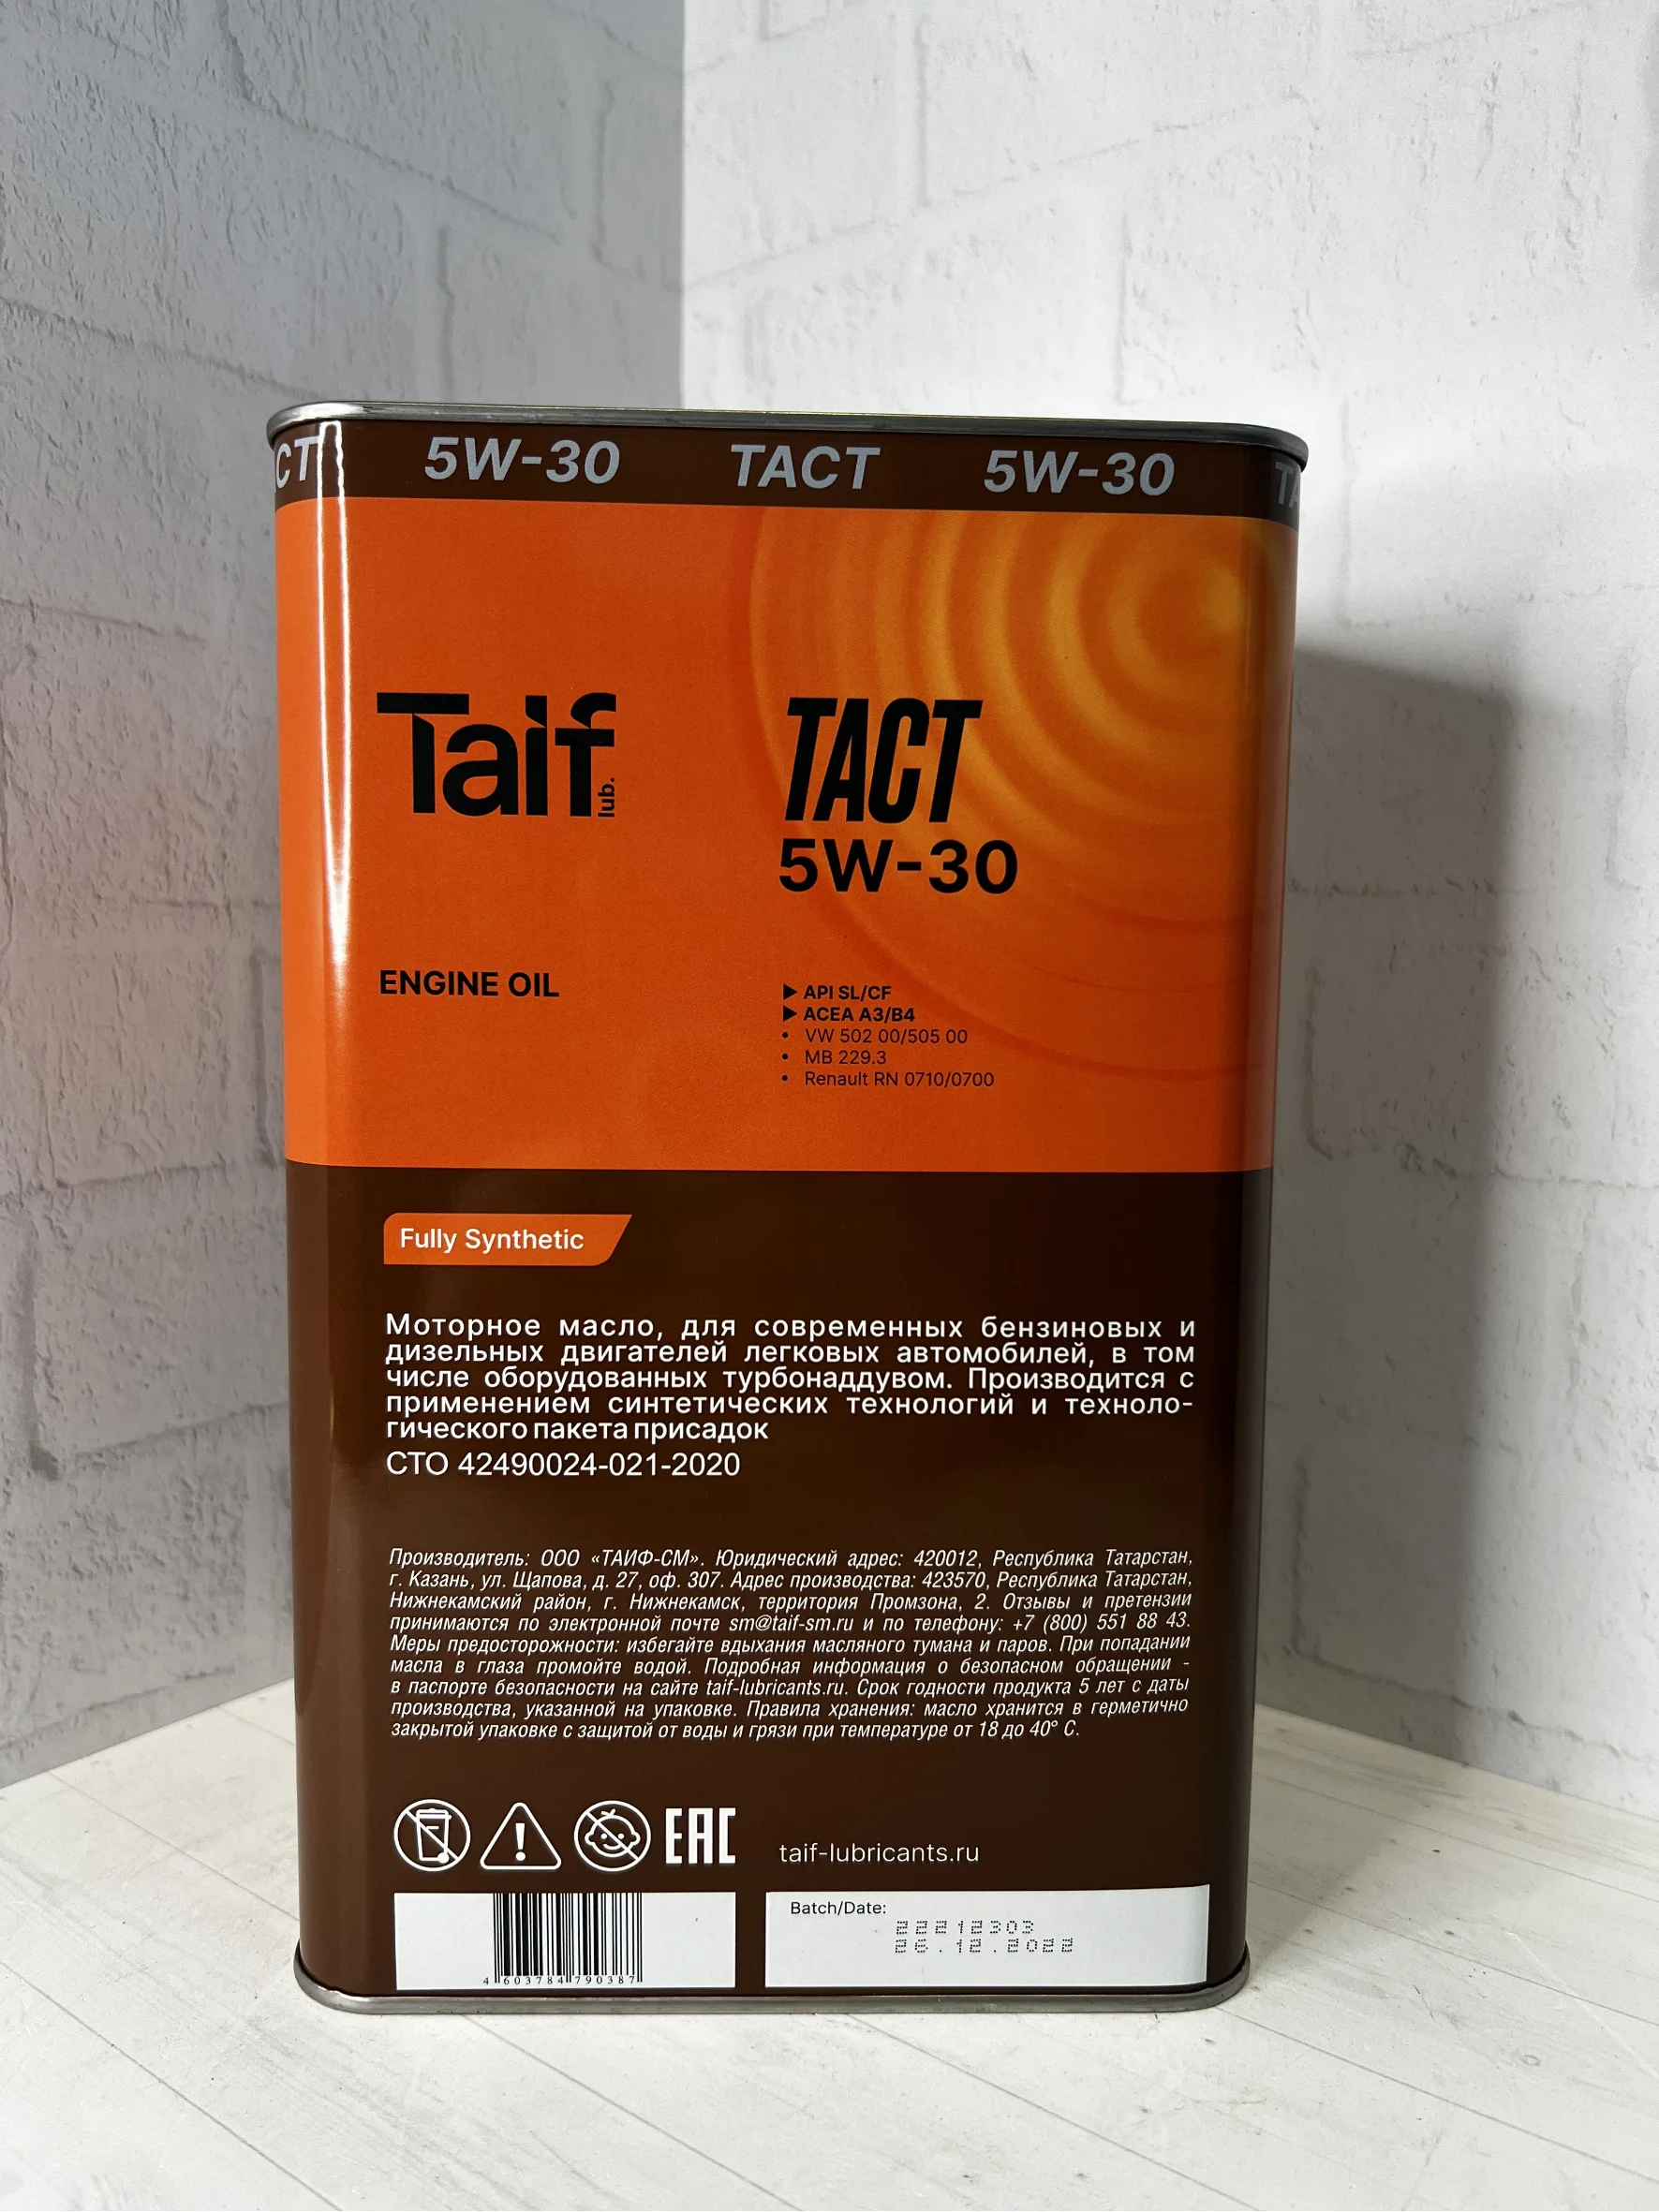 CT 5W-30 TACT 5W-30 TA
Taif lub.
TACT
5W-30
ENGINE OIL
▶ API SL/CF
▶ ACEA A3/B4
• VW 502 00/505 00
• MB 229.3
• Renault RN 0710/0700
Fully Synthetic
Моторное масло, для современных бензиновых и
дизельных двигателей легковых автомобилей, в том
числе оборудованных турбонаддувом. Производится с
применением синтетических технологий и техноло-
гического пакета присадок
СТО 42490024-021-2020
Производитель: ООО «ТАИФ-СМ». Юридический адрес: 420012, Республика Татарстан,
г. Казань, ул. Щапова, д. 27, оф. 307. Адрес производства: 423570, Республика Татарстан,
Нижнекамский район, г. Нижнекамск, территория Промзона, 2. Отзывы и претензии
принимаются по электронной почте sm@taif-sm.ru и по телефону: +7 (800) 551 88 43.
Меры предосторожности: избегайте вдыхания масляного тумана и паров. При попадании
масла в глаза промойте водой. Подробная информация о безопасном обращении -
в паспорте безопасности на сайте taif-lubricants.ru. Срок годности продукта 5 лет с даты
производства, указанной на упаковке. Правила хранения: масло хранится в герметично
закрытой упаковке с защитой от воды и грязи при температуре от 18 до 40° С.
EAC
taif-lubricants.ru
4 603784 790387
Batch/Date:
22212303
26.12.2022